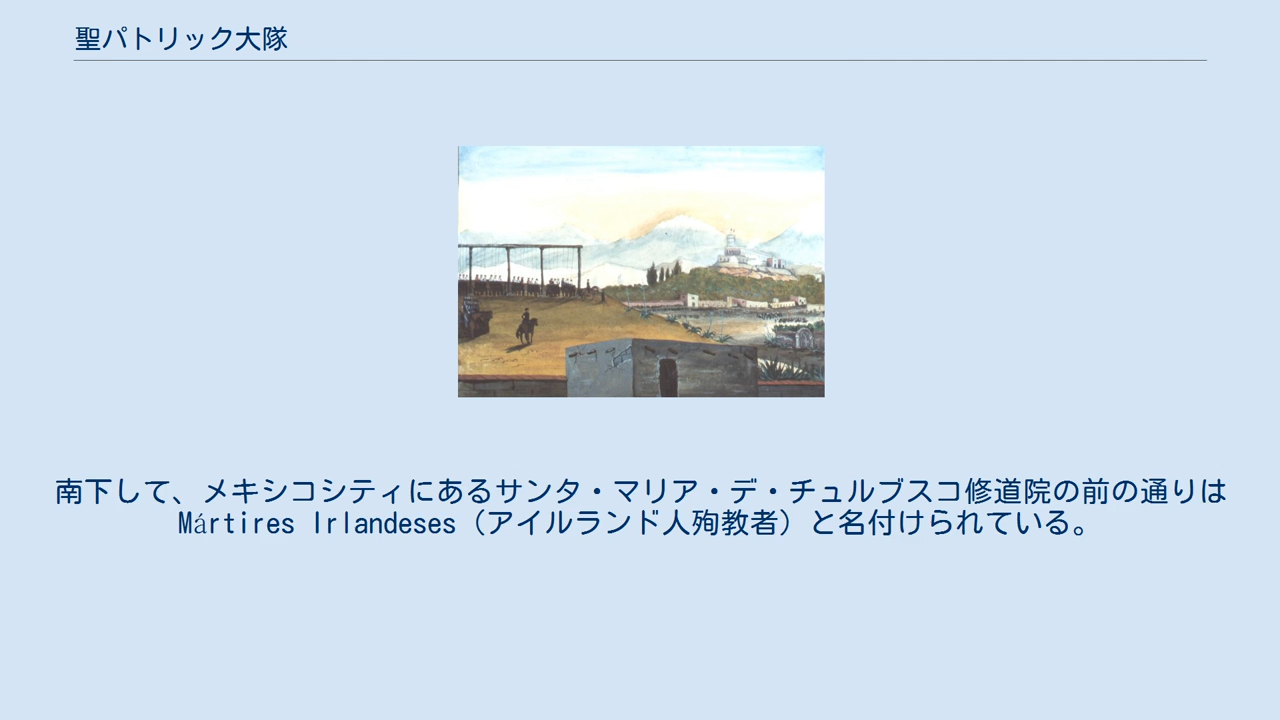 聖パトリック大隊
南下して、メキシコシティにあるサンタ・マリア・デ・チュルブスコ修道院の前の通りは
Mártires Irlandeses（アイルランド人殉教者）と名付けられている。